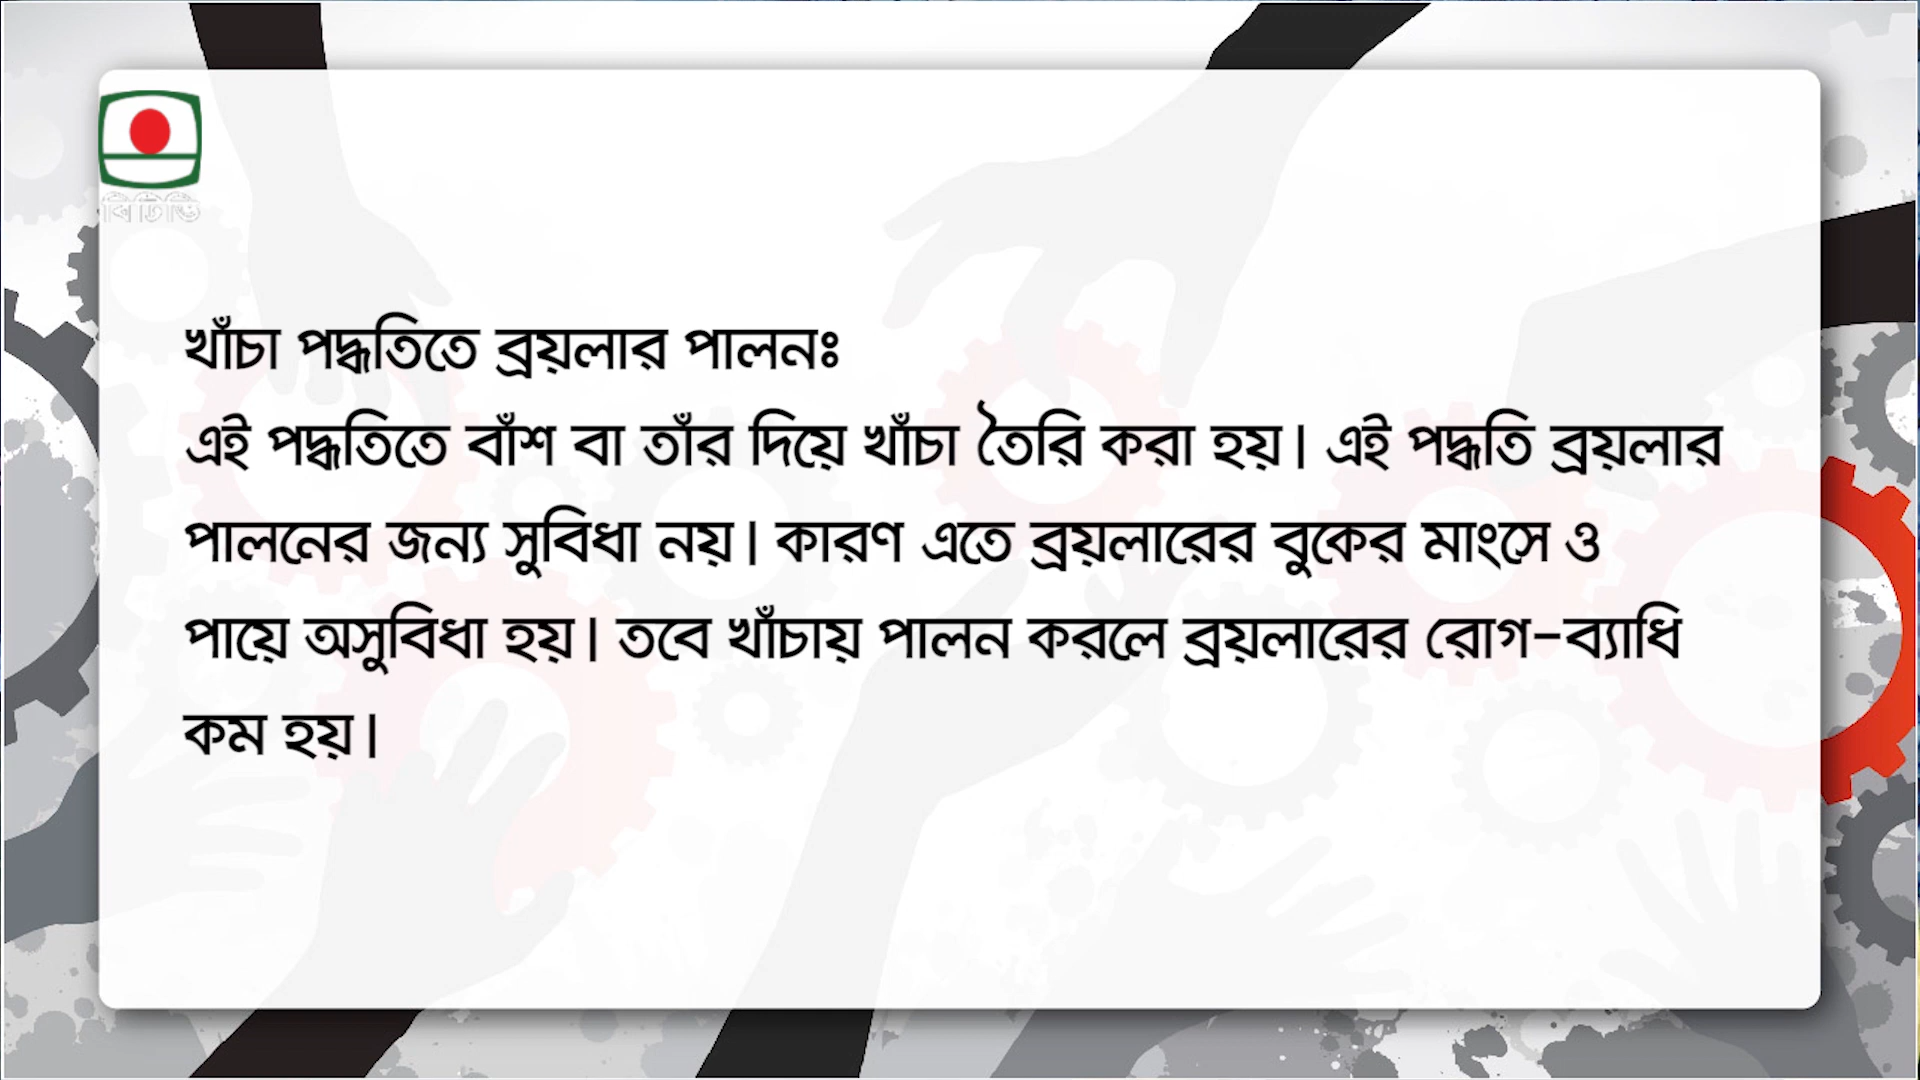 বিটিভি
খাঁচা পদ্ধতিতে ব্রয়লার পালনঃ
এই পদ্ধতিতে বাঁশ বা তাঁর দিয়ে খাঁচা তৈরি করা হয়। এই পদ্ধতি ব্রয়লার
পালনের জন্য সুবিধা নয়। কারণ এতে ব্রয়লারের বুকের মাংসে ও
পায়ে অসুবিধা হয়। তবে খাঁচায় পালন করলে ব্রয়লারের রোগ-ব্যাধি
কম হয়।